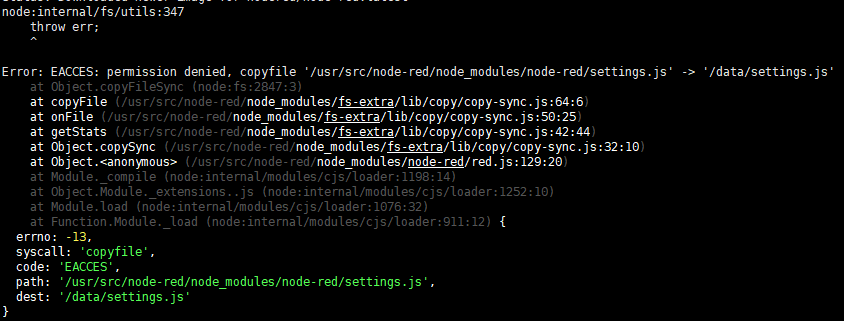 node:internal/fs/utils:347
    throw err;
    ^

Error: EACCES: permission denied, copyfile '/usr/src/node-red/node_modules/node-red/settings.js' -> '/data/settings.js'
    at Object.copyFileSync (node:fs:2847:3)
    at copyFile (/usr/src/node-red/node_modules/fs-extra/lib/copy/copy-sync.js:64:6)
    at onFile (/usr/src/node-red/node_modules/fs-extra/lib/copy/copy-sync.js:50:25)
    at getStats (/usr/src/node-red/node_modules/fs-extra/lib/copy/copy-sync.js:42:44)
    at Object.copySync (/usr/src/node-red/node_modules/fs-extra/lib/copy/copy-sync.js:32:10)
    at Object.<anonymous> (/usr/src/node-red/node_modules/node-red/red.js:129:20)
    at Module._compile (node:internal/modules/cjs/loader:1198:14)
    at Object.Module._extensions..js (node:internal/modules/cjs/loader:1252:10)
    at Module.load (node:internal/modules/cjs/loader:1076:32)
    at Function.Module._load (node:internal/modules/cjs/loader:911:12) {
  errno: -13,
  syscall: 'copyfile',
  code: 'EACCES',
  path: '/usr/src/node-red/node_modules/node-red/settings.js',
  dest: '/data/settings.js'
}